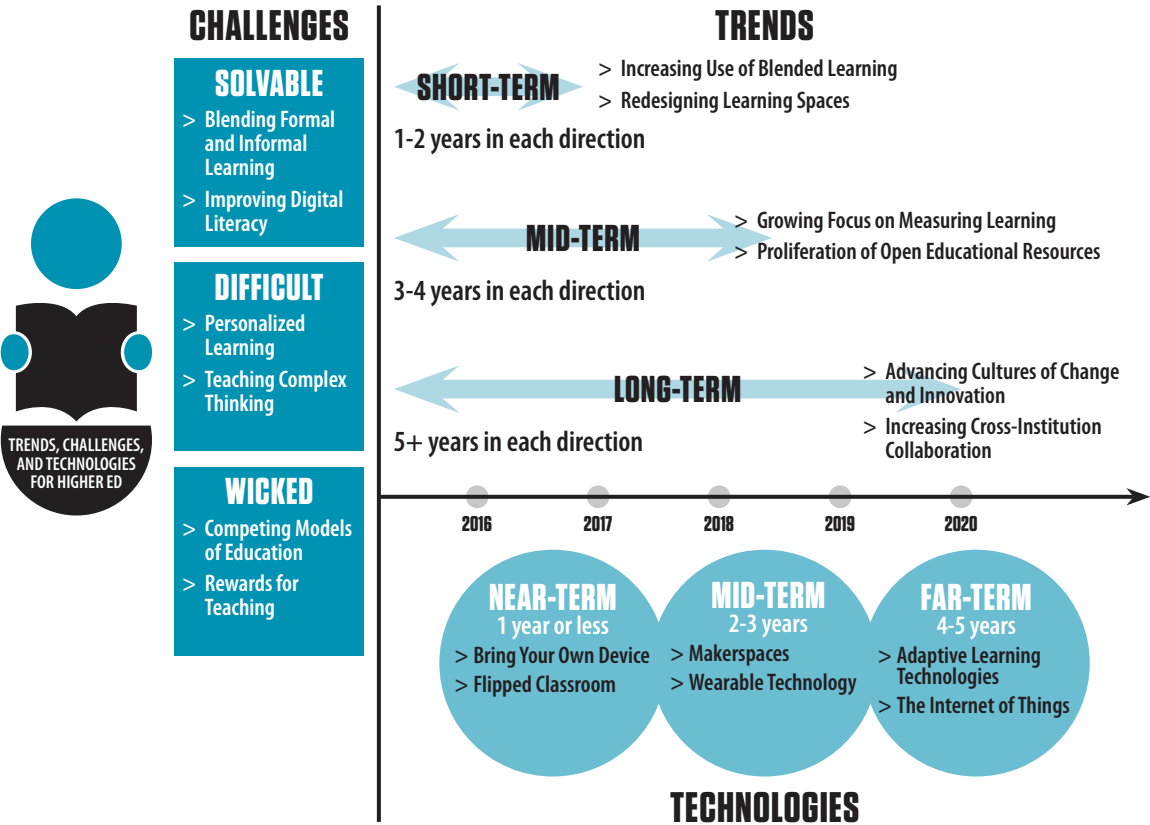 CHALLENGES
SOLVABLE
> Blending Formal
and Informal
Learning
> Improving Digital
Literacy
DIFFICULT
> Personalized
Learning
> Teaching Complex
Thinking
WICKED
> Competing Models
of Education
> Rewards for
Teaching
TRENDS, CHALLENGES,
AND TECHNOLOGIES
FOR HIGHER ED
TRENDS
SHORT-TERM
> Increasing Use of Blended Learning
> Redesigning Learning Spaces
1-2 years in each direction
MID-TERM
> Growing Focus on Measuring Learning
> Proliferation of Open Educational Resources
3-4 years in each direction
LONG-TERM
> Advancing Cultures of Change
and Innovation
> Increasing Cross-Institution
Collaboration
5+ years in each direction
2016 2017 2018 2019 2020
NEAR-TERM
1 year or less
> Bring Your Own Device
> Flipped Classroom
MID-TERM
2-3 years
> Makerspaces
> Wearable Technology
FAR-TERM
4-5 years
> Adaptive Learning
Technologies
> The Internet of Things
TECHNOLOGIES